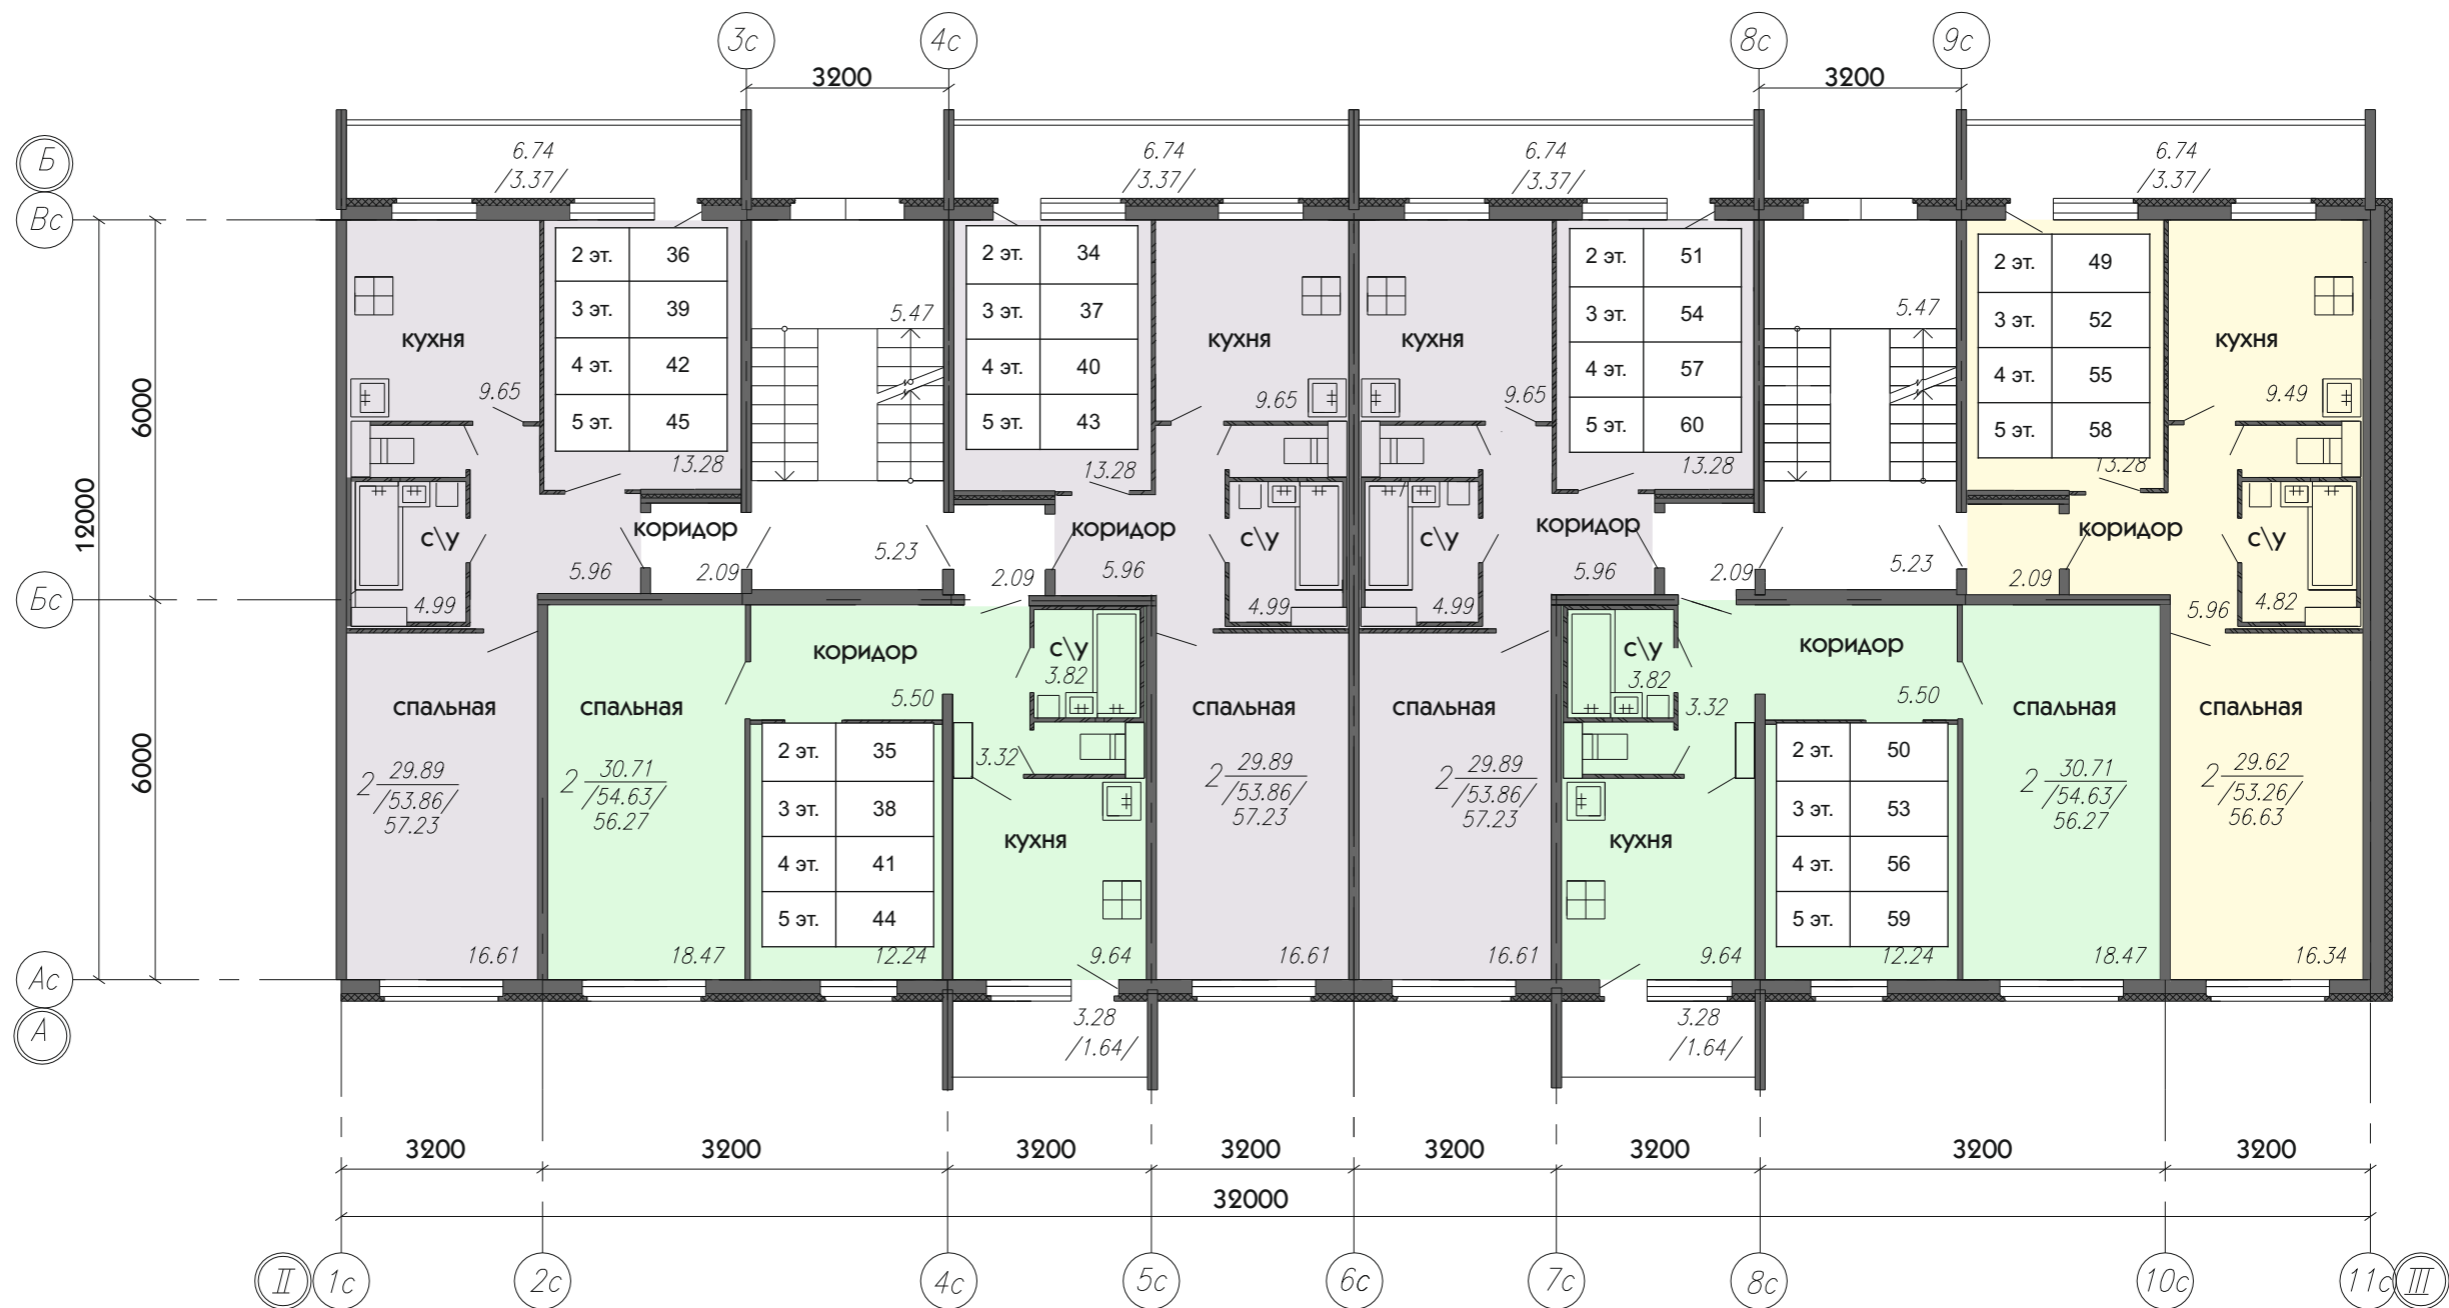 3с
4с
8с
9с
3200
3200
Б
Вс
Бс
Ас
А
6000
12000
6000
6.74
/3.37/
6.74
/3.37/
6.74
/3.37/
6.74
/3.37/
2 эт. 36
3 эт. 39
4 эт. 42
5 эт. 45
2 эт. 34
3 эт. 37
4 эт. 40
5 эт. 43
2 эт. 51
3 эт. 54
4 эт. 57
5 эт. 60
2 эт. 49
3 эт. 52
4 эт. 55
5 эт. 58
кухня
9.65
13.28
5.47
13.28
кухня
9.65
кухня
9.65
13.28
5.47
13.28
кухня
9.49
с\у
4.99
5.96
коридор
2.09
5.23
2.09
коридор
5.96
с\у
4.99
с\у
4.99
коридор
5.96
2.09
5.23
2.09
коридор
5.96
с\у
4.82
спальная
2 29.89
/53.86/
57.23
16.61
спальная
2 30.71
/54.63/
56.27
18.47
коридор
5.50
2 эт. 35
3 эт. 38
4 эт. 41
5 эт. 44
12.24
с\у
3.82
3.32
кухня
9.64
спальная
2 29.89
/53.86/
57.23
16.61
спальная
2 29.89
/53.86/
57.23
16.61
с\у
3.82
3.32
кухня
9.64
коридор
5.50
2 эт. 50
3 эт. 53
4 эт. 56
5 эт. 59
12.24
спальная
2 30.71
/54.63/
56.27
18.47
спальная
2 29.62
/53.26/
56.63
16.34
3.28
/1.64/
3.28
/1.64/
3200
3200
3200
3200
3200
3200
3200
3200
32000
II
1с
2с
4с
5с
6с
7с
8с
10с
11с
III